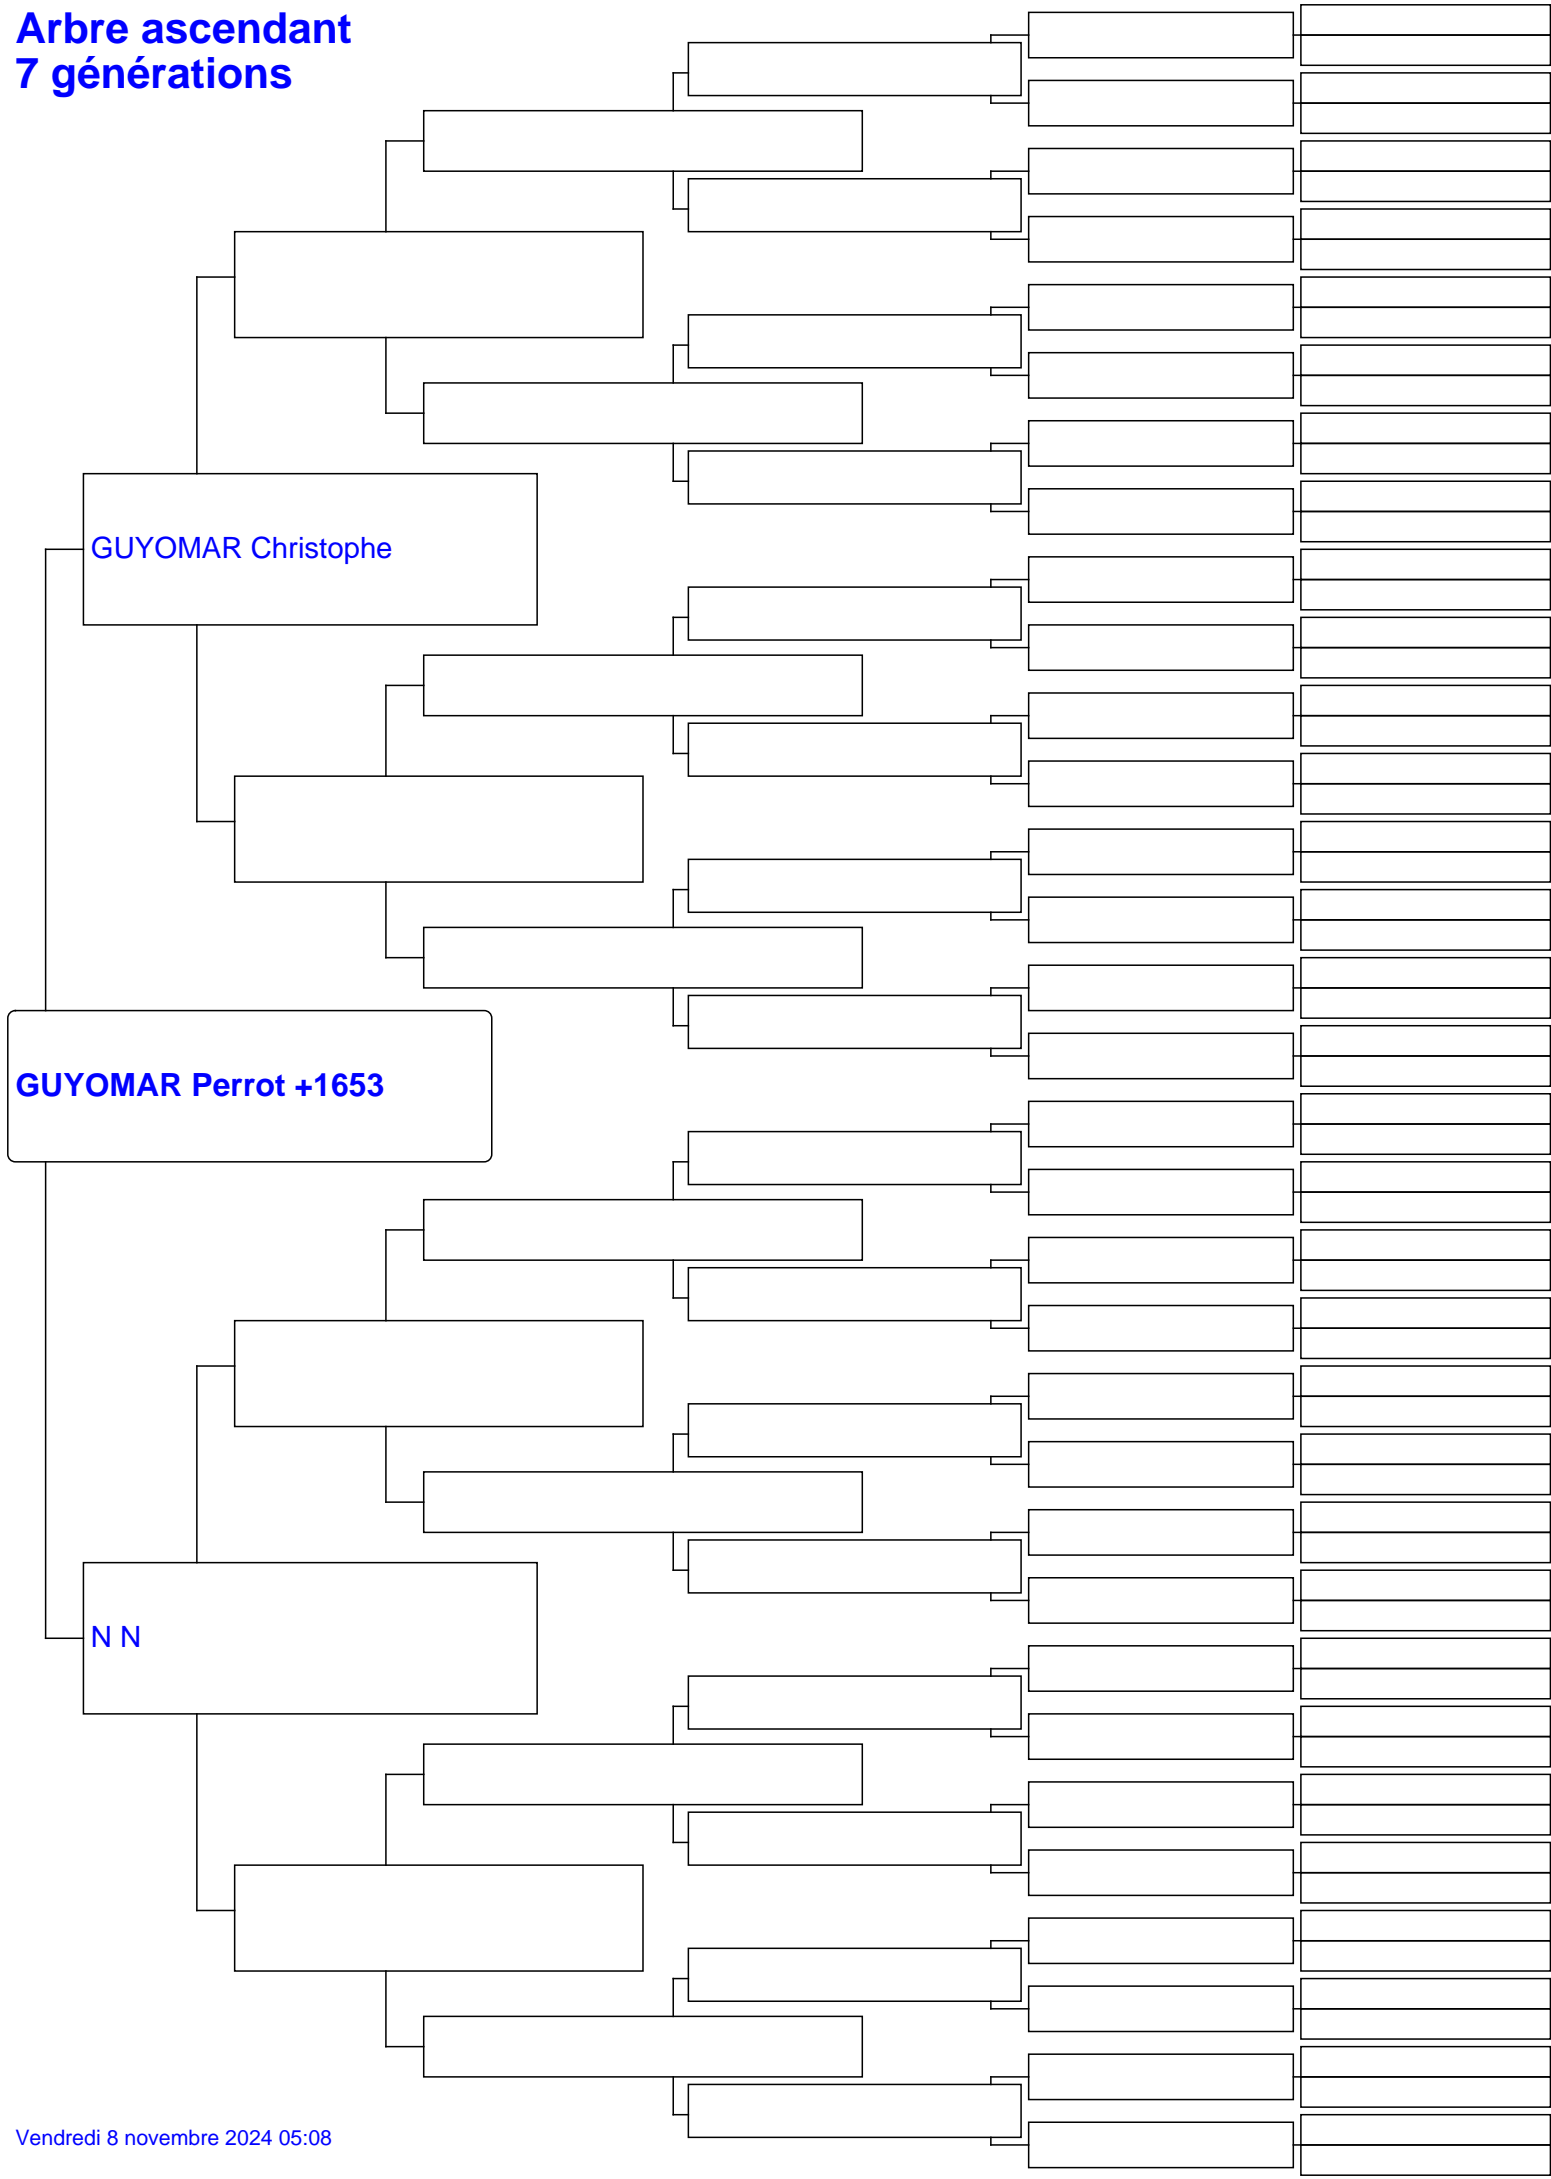 Arbre ascendant
7 générations
GUYOMAR Christophe
GUYOMAR Perrot +1653
N N
Vendredi 8 novembre 2024 05:08